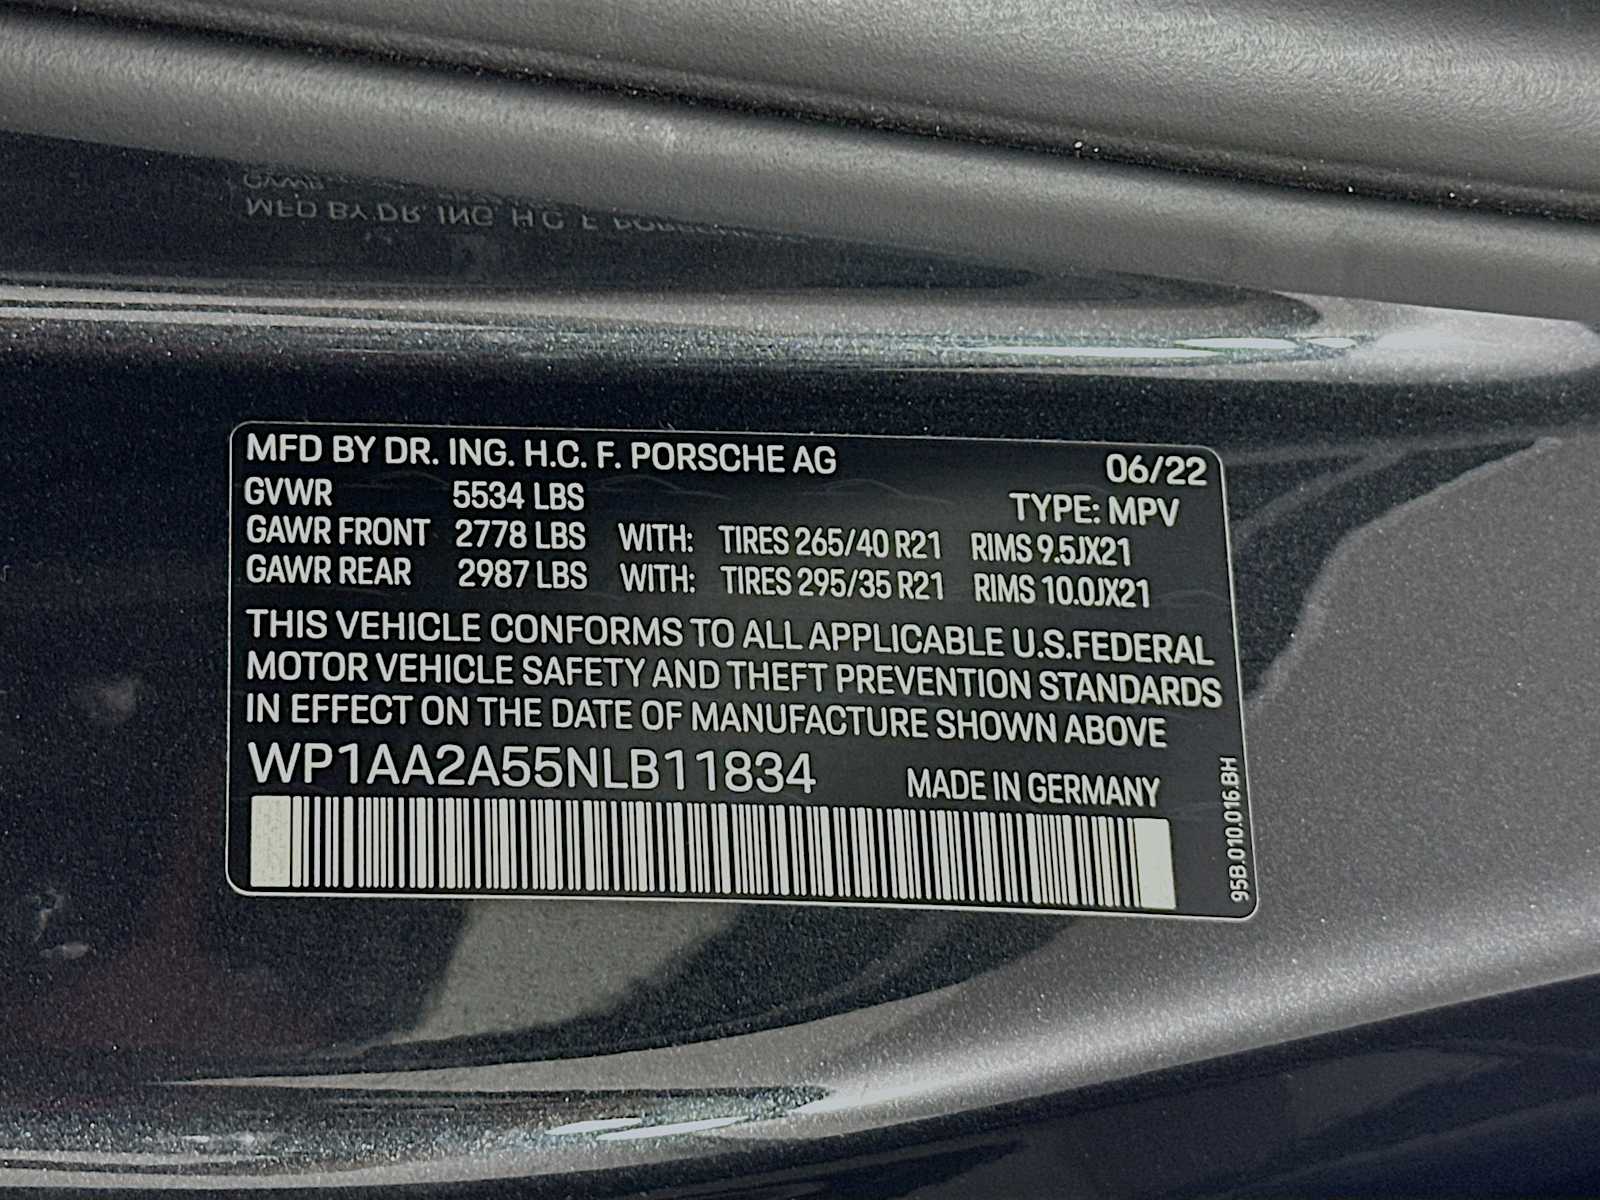 MFD BY DR. ING. H.C. F. PORSCHE AG 06/22
GVWR 5534 LBS TYPE: MPV
GAWR FRONT 2778 LBS WITH: TIRES 265/40 R21 RIMS 9.5JX21
GAWR REAR 2987 LBS WITH: TIRES 295/35 R21 RIMS 10.0JX21
THIS VEHICLE CONFORMS TO ALL APPLICABLE U.S.FEDERAL
MOTOR VEHICLE SAFETY AND THEFT PREVENTION STANDARDS
IN EFFECT ON THE DATE OF MANUFACTURE SHOWN ABOVE
WP1AA2A55NLB11834 MADE IN GERMANY
95B.010.016.BH